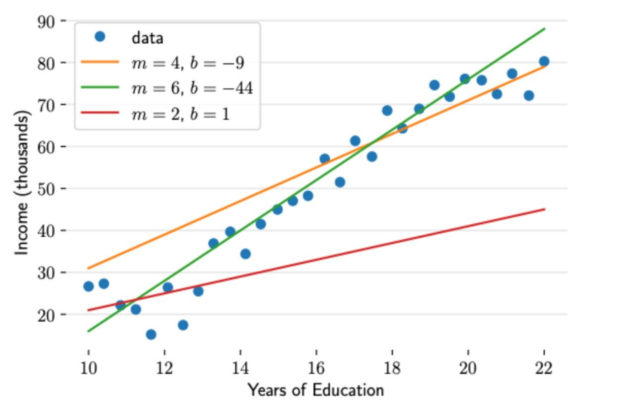 90
80
70
60
50
40
30
20
Income (thousands)
data
m = 4, b = −9
m = 6, b = −44
m = 2, b = 1
10 12 14 16 18 20 22
Years of Education